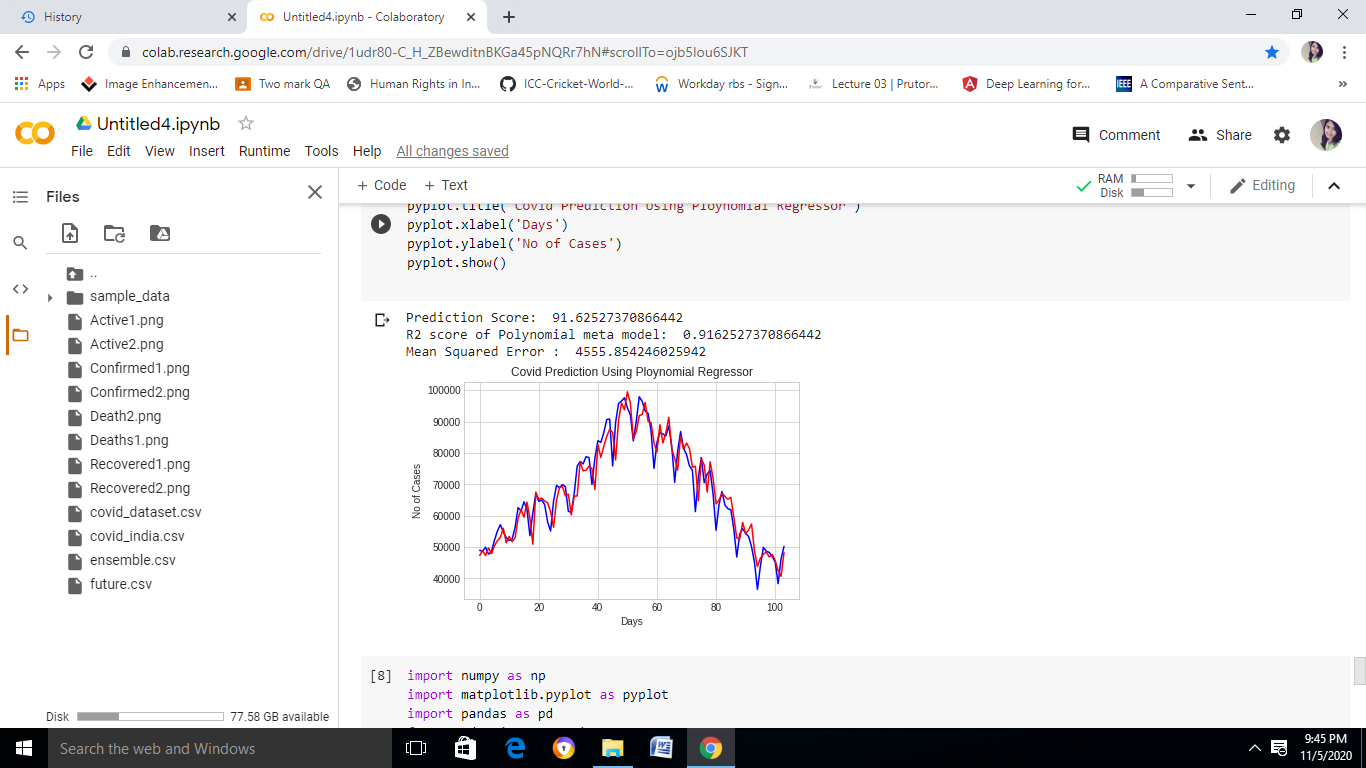 History
Untitled4.ipynb - Colaboratory
colab.research.google.com/drive/1udr80-C_H_ZBewditnBKGa45pNQRr7hN#scrollTo=ojb5Iou6SJKT
Apps
Image Enhancemen...
Two mark QA
Human Rights in In...
ICC-Cricket-World-...
Workday rbs - Sign...
Lecture 03 | Prutor...
Deep Learning for...
IEEE
A Comparative Sent...
»
Untitled4.ipynb
File Edit View Insert Runtime Tools Help All changes saved
Comment
Share
Files
+ Code + Text
RAM
Disk
Editing
..
sample_data
Active1.png
Active2.png
Confirmed1.png
Confirmed2.png
Death2.png
Deaths1.png
Recovered1.png
Recovered2.png
covid_dataset.csv
covid_india.csv
ensemble.csv
future.csv
Disk 77.58 GB available
pyplot.title('Covid Prediction Using Ploynomial Regressor')
pyplot.xlabel('Days')
pyplot.ylabel('No of Cases')
pyplot.show()
Prediction Score:  91.62527370866442
R2 score of Polynomial meta model:  0.9162527370866442
Mean Squared Error :  4555.854246025942
Covid Prediction Using Ploynomial Regressor
100000
90000
80000
70000
60000
50000
40000
No of Cases
0 20 40 60 80 100
Days
[8]
import numpy as np
import matplotlib.pyplot as pyplot
import pandas as pd
Search the web and Windows
9:45 PM
11/5/2020